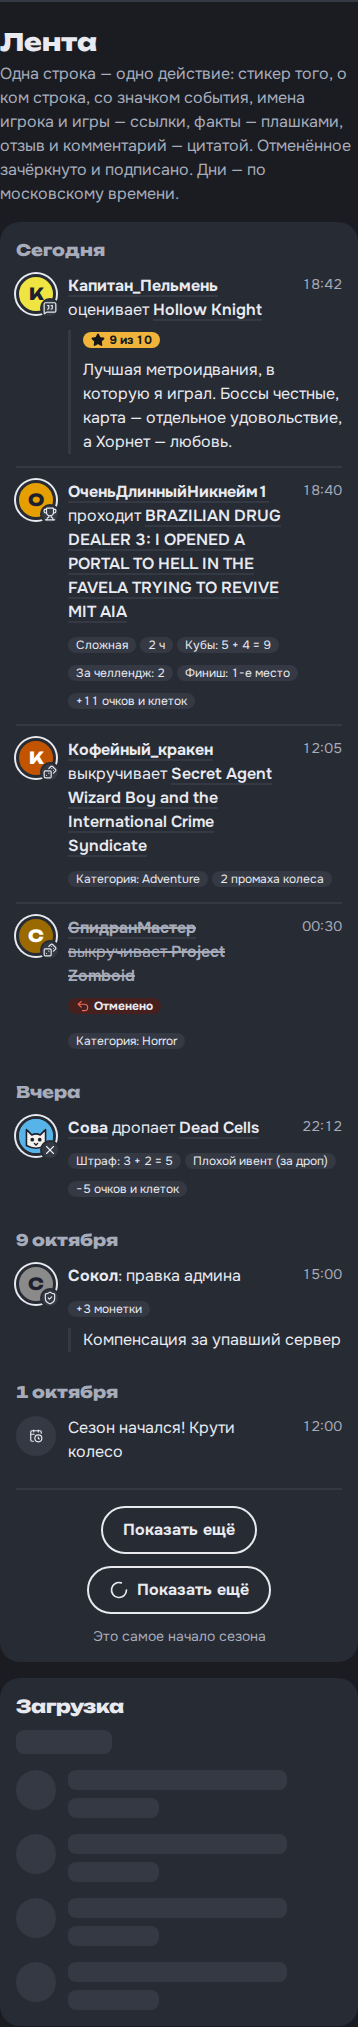 Лента
Одна строка — одно действие: стикер того, о
ком строка, со значком события, имена
игрока и игры — ссылки, факты — плашками,
отзыв и комментарий — цитатой. Отменённое
зачёркнуто и подписано. Дни — по
московскому времени.
Сегодня
К
Капитан_Пельмень
18:42
оценивает Hollow Knight
9 из 10
Лучшая метроидвания, в
которую я играл. Боссы честные,
карта — отдельное удовольствие,
а Хорнет — любовь.
О
ОченьДлинныйНикнейм1
18:40
проходит BRAZILIAN DRUG
DEALER 3: I OPENED A
PORTAL TO HELL IN THE
FAVELA TRYING TO REVIVE
MIT AIA
Сложная 2 ч Кубы: 5 + 4 = 9
За челлендж: 2 Финиш: 1-е место
+11 очков и клеток
К
Кофейный_кракен
12:05
выкручивает Secret Agent
Wizard Boy and the
International Crime
Syndicate
Категория: Adventure 2 промаха колеса
С
СпидранМастер
00:30
выкручивает Project
Zomboid
Отменено
Категория: Horror
Вчера
Сова дропает Dead Cells
22:12
Штраф: 3 + 2 = 5 Плохой ивент (за дроп)
−5 очков и клеток
9 октября
С
Сокол: правка админа
15:00
+3 монетки
Компенсация за упавший сервер
1 октября
Сезон начался! Крути
12:00
колесо
Показать ещё
Показать ещё
Это самое начало сезона
Загрузка